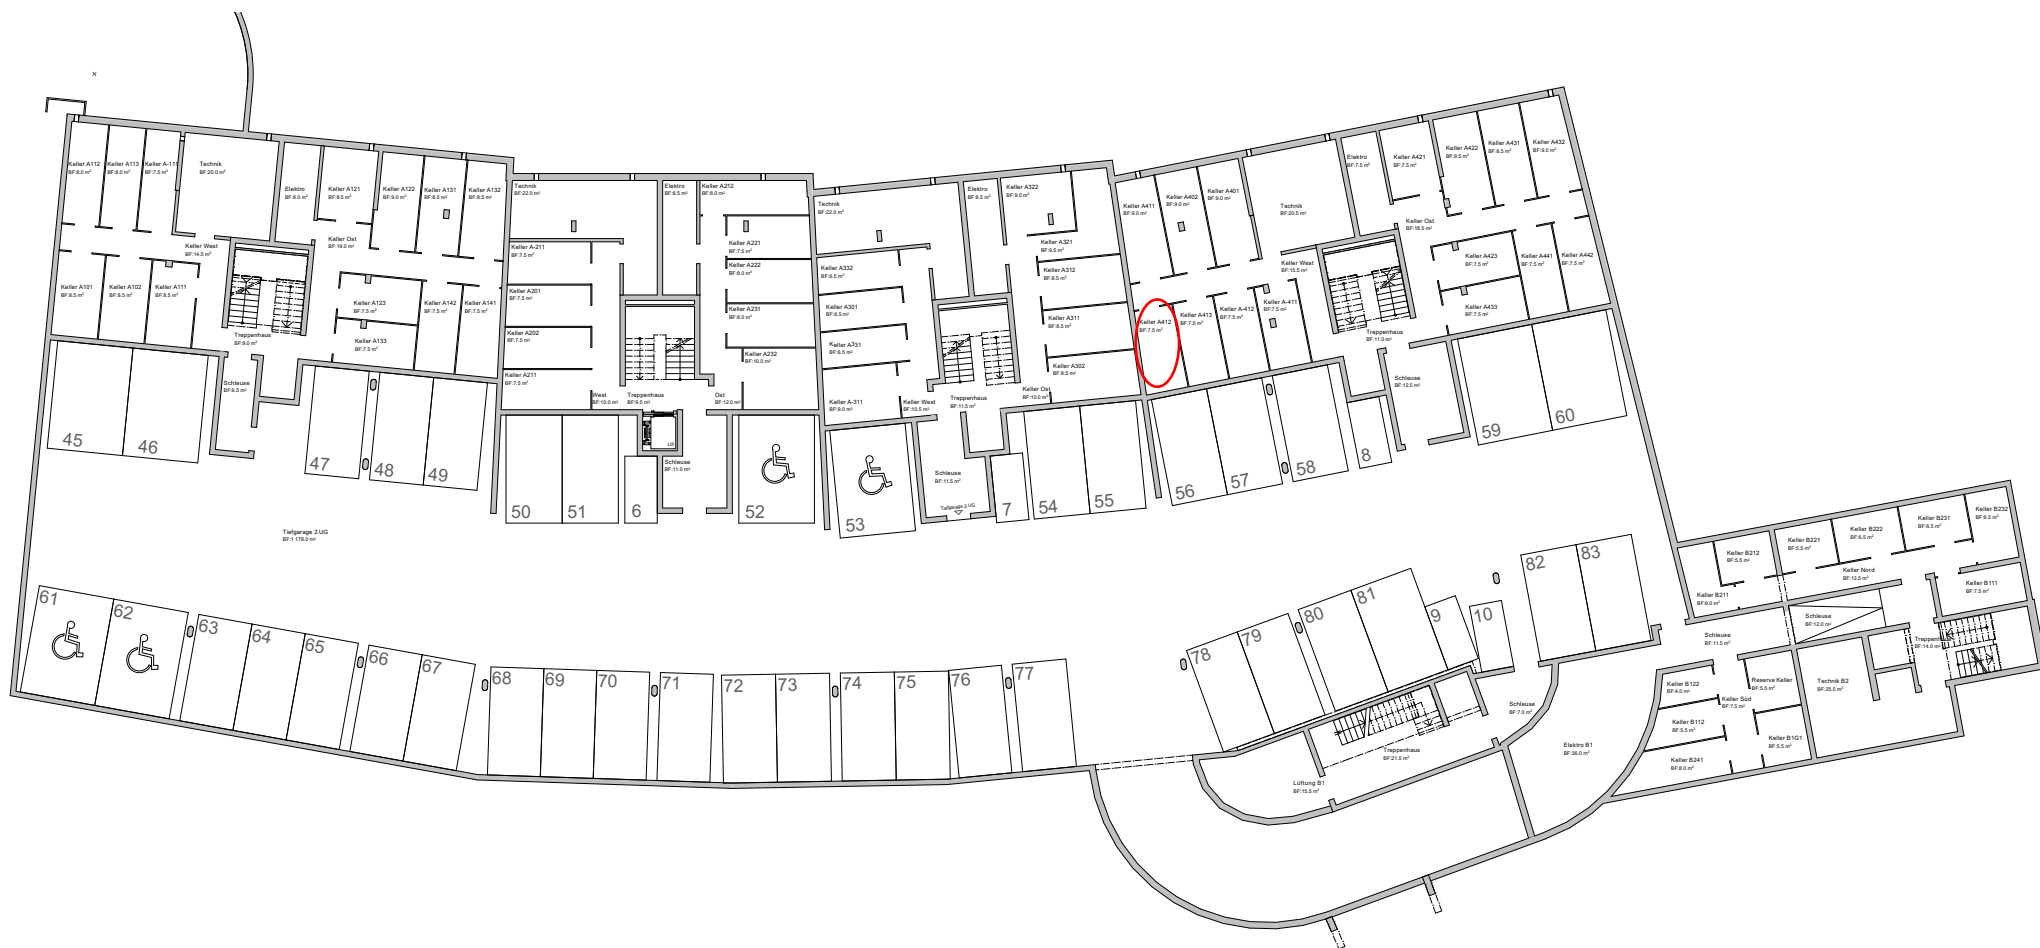 Keller A112
BF:8.0 m²
Keller A113
BF:8.0 m²
Keller A-111
BF:7.5 m²
Technik
BF:20.0 m²
Elektro
BF:8.0 m²
Keller A121
BF:8.5 m²
Keller A122
BF:9.0 m²
Keller A131
BF:8.5 m²
Keller A132
BF:8.5 m²
Keller West
BF:14.5 m²
Keller Ost
BF:19.0 m²
Keller A101
BF:8.5 m²
Keller A102
BF:8.5 m²
Keller A111
BF:8.5 m²
Treppenhaus
BF:9.0 m²
Keller A123
BF:7.5 m²
Keller A133
BF:7.5 m²
Keller A142
BF:7.5 m²
Keller A141
BF:7.5 m²
Schleuse
BF:6.5 m²
Technik
BF:22.0 m²
Elektro
BF:8.5 m²
Keller A212
BF:8.0 m²
Keller A-211
BF:7.5 m²
Keller A221
BF:7.5 m²
Keller A222
BF:8.0 m²
Keller A201
BF:7.5 m²
Keller A231
BF:8.0 m²
Keller A202
BF:7.5 m²
Keller A232
BF:10.0 m²
Keller A211
BF:7.5 m²
West
BF:10.0 m²
Treppenhaus
BF:9.5 m²
Ost
BF:12.0 m²
Lift
Schleuse
BF:11.0 m²
Technik
BF:22.0 m²
Elektro
BF:8.5 m²
Keller A322
BF:9.0 m²
Keller A321
BF:9.5 m²
Keller A332
BF:6.5 m²
Keller A312
BF:8.5 m²
Keller A301
BF:6.5 m²
Keller A311
BF:8.5 m²
Keller A331
BF:6.5 m²
Keller A302
BF:8.5 m²
Keller A-311
BF:9.0 m²
Keller West
BF:10.5 m²
Treppenhaus
BF:11.5 m²
Keller Ost
BF:10.0 m²
Schleuse
BF:11.5 m²
Tiefgarage 2.UG
Keller A411
BF:9.0 m²
Keller A402
BF:9.0 m²
Keller A401
BF:9.0 m²
Technik
BF:20.5 m²
Elektro
BF:7.5 m²
Keller A421
BF:7.5 m²
Keller A422
BF:9.5 m²
Keller A431
BF:8.5 m²
Keller A432
BF:9.0 m²
Keller Ost
BF:18.5 m²
Keller West
BF:15.5 m²
Keller A423
BF:7.5 m²
Keller A441
BF:7.5 m²
Keller A442
BF:7.5 m²
Keller A412
BF:7.5 m²
Keller A413
BF:7.5 m²
Keller A-412
BF:7.5 m²
Keller A-411
BF:7.5 m²
Keller A433
BF:7.5 m²
Treppenhaus
BF:11.0 m²
Schleuse
BF:12.5 m²
45
46
47
48
49
50
51
6
52
53
7
54
55
56
57
58
8
59
60
Tiefgarage 2.UG
BF:1 178.0 m²
61
62
63
64
65
66
67
68
69
70
71
72
73
74
75
76
77
78
79
80
81
9
10
82
83
Keller B212
BF:5.5 m²
Keller B221
BF:5.5 m²
Keller B222
BF:6.5 m²
Keller B231
BF:6.5 m²
Keller B232
BF:6.5 m²
Keller Nord
BF:13.5 m²
Keller B211
BF:6.0 m²
Keller B111
BF:7.5 m²
Schleuse
BF:12.0 m²
Schleuse
BF:11.5 m²
BF:14.0 m²
Keller B122
BF:4.0 m²
Reserve Keller
BF:5.5 m²
Technik B2
BF:25.5 m²
Keller Süd
BF:7.5 m²
Keller B112
BF:5.5 m²
Keller B1G1
BF:5.5 m²
Keller B241
BF:8.0 m²
Schleuse
BF:7.0 m²
Elektro B1
BF:36.0 m²
Treppenhaus
BF:21.5 m²
Lüftung B1
BF:15.5 m²